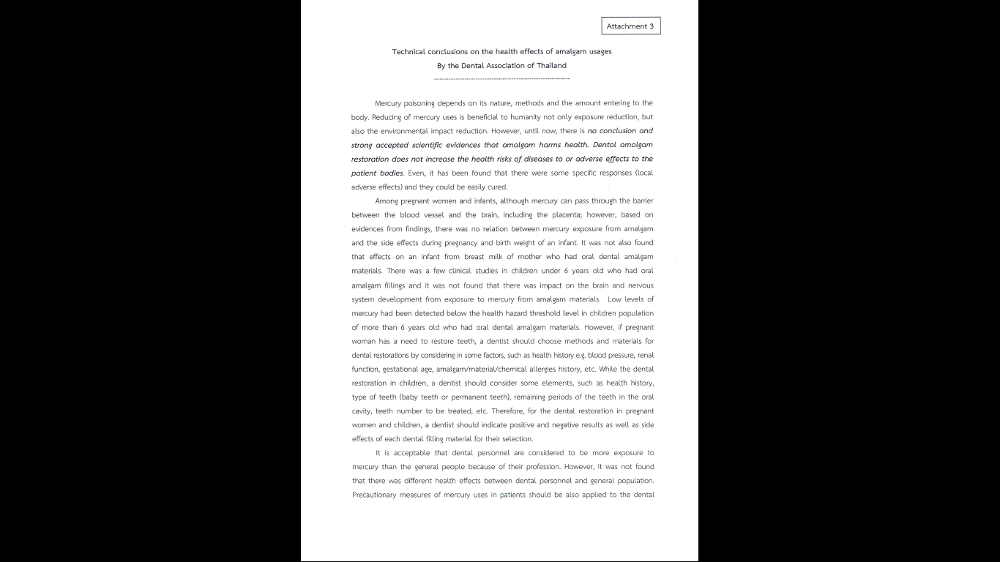 Attachment 3
Technical conclusions on the health effects of amalgam usages
By the Dental Association of Thailand
Mercury poisoning depends on its nature, methods and the amount entering to the
body. Reducing of mercury uses is beneficial to humanity not only exposure reduction, but
also the environmental impact reduction. However, until now, there is no conclusion and
strong accepted scientific evidences that amalgam harms health. Dental amalgam
restoration does not increase the health risks of diseases to or adverse effects to the
patient bodies. Even, it has been found that there were some specific responses (local
adverse effects) and they could be easily cured.
Among pregnant women and infants, although mercury can pass through the barrier
between the blood vessel and the brain, including the placenta; however, based on
evidences from findings, there was no relation between mercury exposure from amalgam
and the side effects during pregnancy and birth weight of an infant. It was not also found
that effects on an infant from breast milk of mother who had oral dental amalgam
materials. There was a few clinical studies in children under 6 years old who had oral
amalgam fillings and it was not found that there was impact on the brain and nervous
system development from exposure to mercury from amalgam materials. Low levels of
mercury had been detected below the health hazard threshold level in children population
of more than 6 years old who had oral dental amalgam materials. However, if pregnant
woman has a need to restore teeth, a dentist should choose methods and materials for
dental restorations by considering in some factors, such as health history e.g. blood pressure, renal
function, gestational age, amalgam/material/chemical allergies history, etc. While the dental
restoration in children, a dentist should consider some elements, such as health history,
type of teeth (baby teeth or permanent teeth), remaining periods of the teeth in the oral
cavity, teeth number to be treated, etc. Therefore, for the dental restoration in pregnant
women and children, a dentist should indicate positive and negative results as well as side
effects of each dental filling material for their selection.
It is acceptable that dental personnel are considered to be more exposure to
mercury than the general people because of their profession. However, it was not found
that there was different health effects between dental personnel and general population.
Precautionary measures of mercury uses in patients should be also applied to the dental